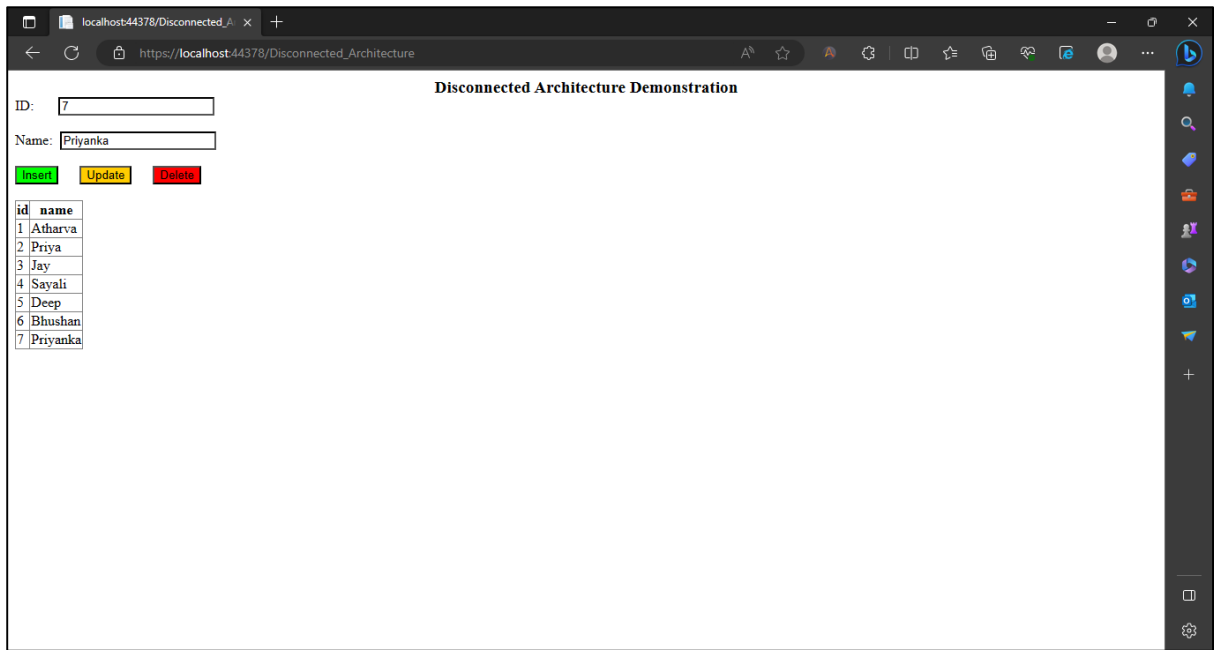 localhost:44378/Disconnected_A
https://localhost:44378/Disconnected_Architecture
Disconnected Architecture Demonstration
ID: 7
Name: Priyanka
Insert Update Delete
id name
1 Atharva
2 Priya
3 Jay
4 Sayali
5 Deep
6 Bhushan
7 Priyanka